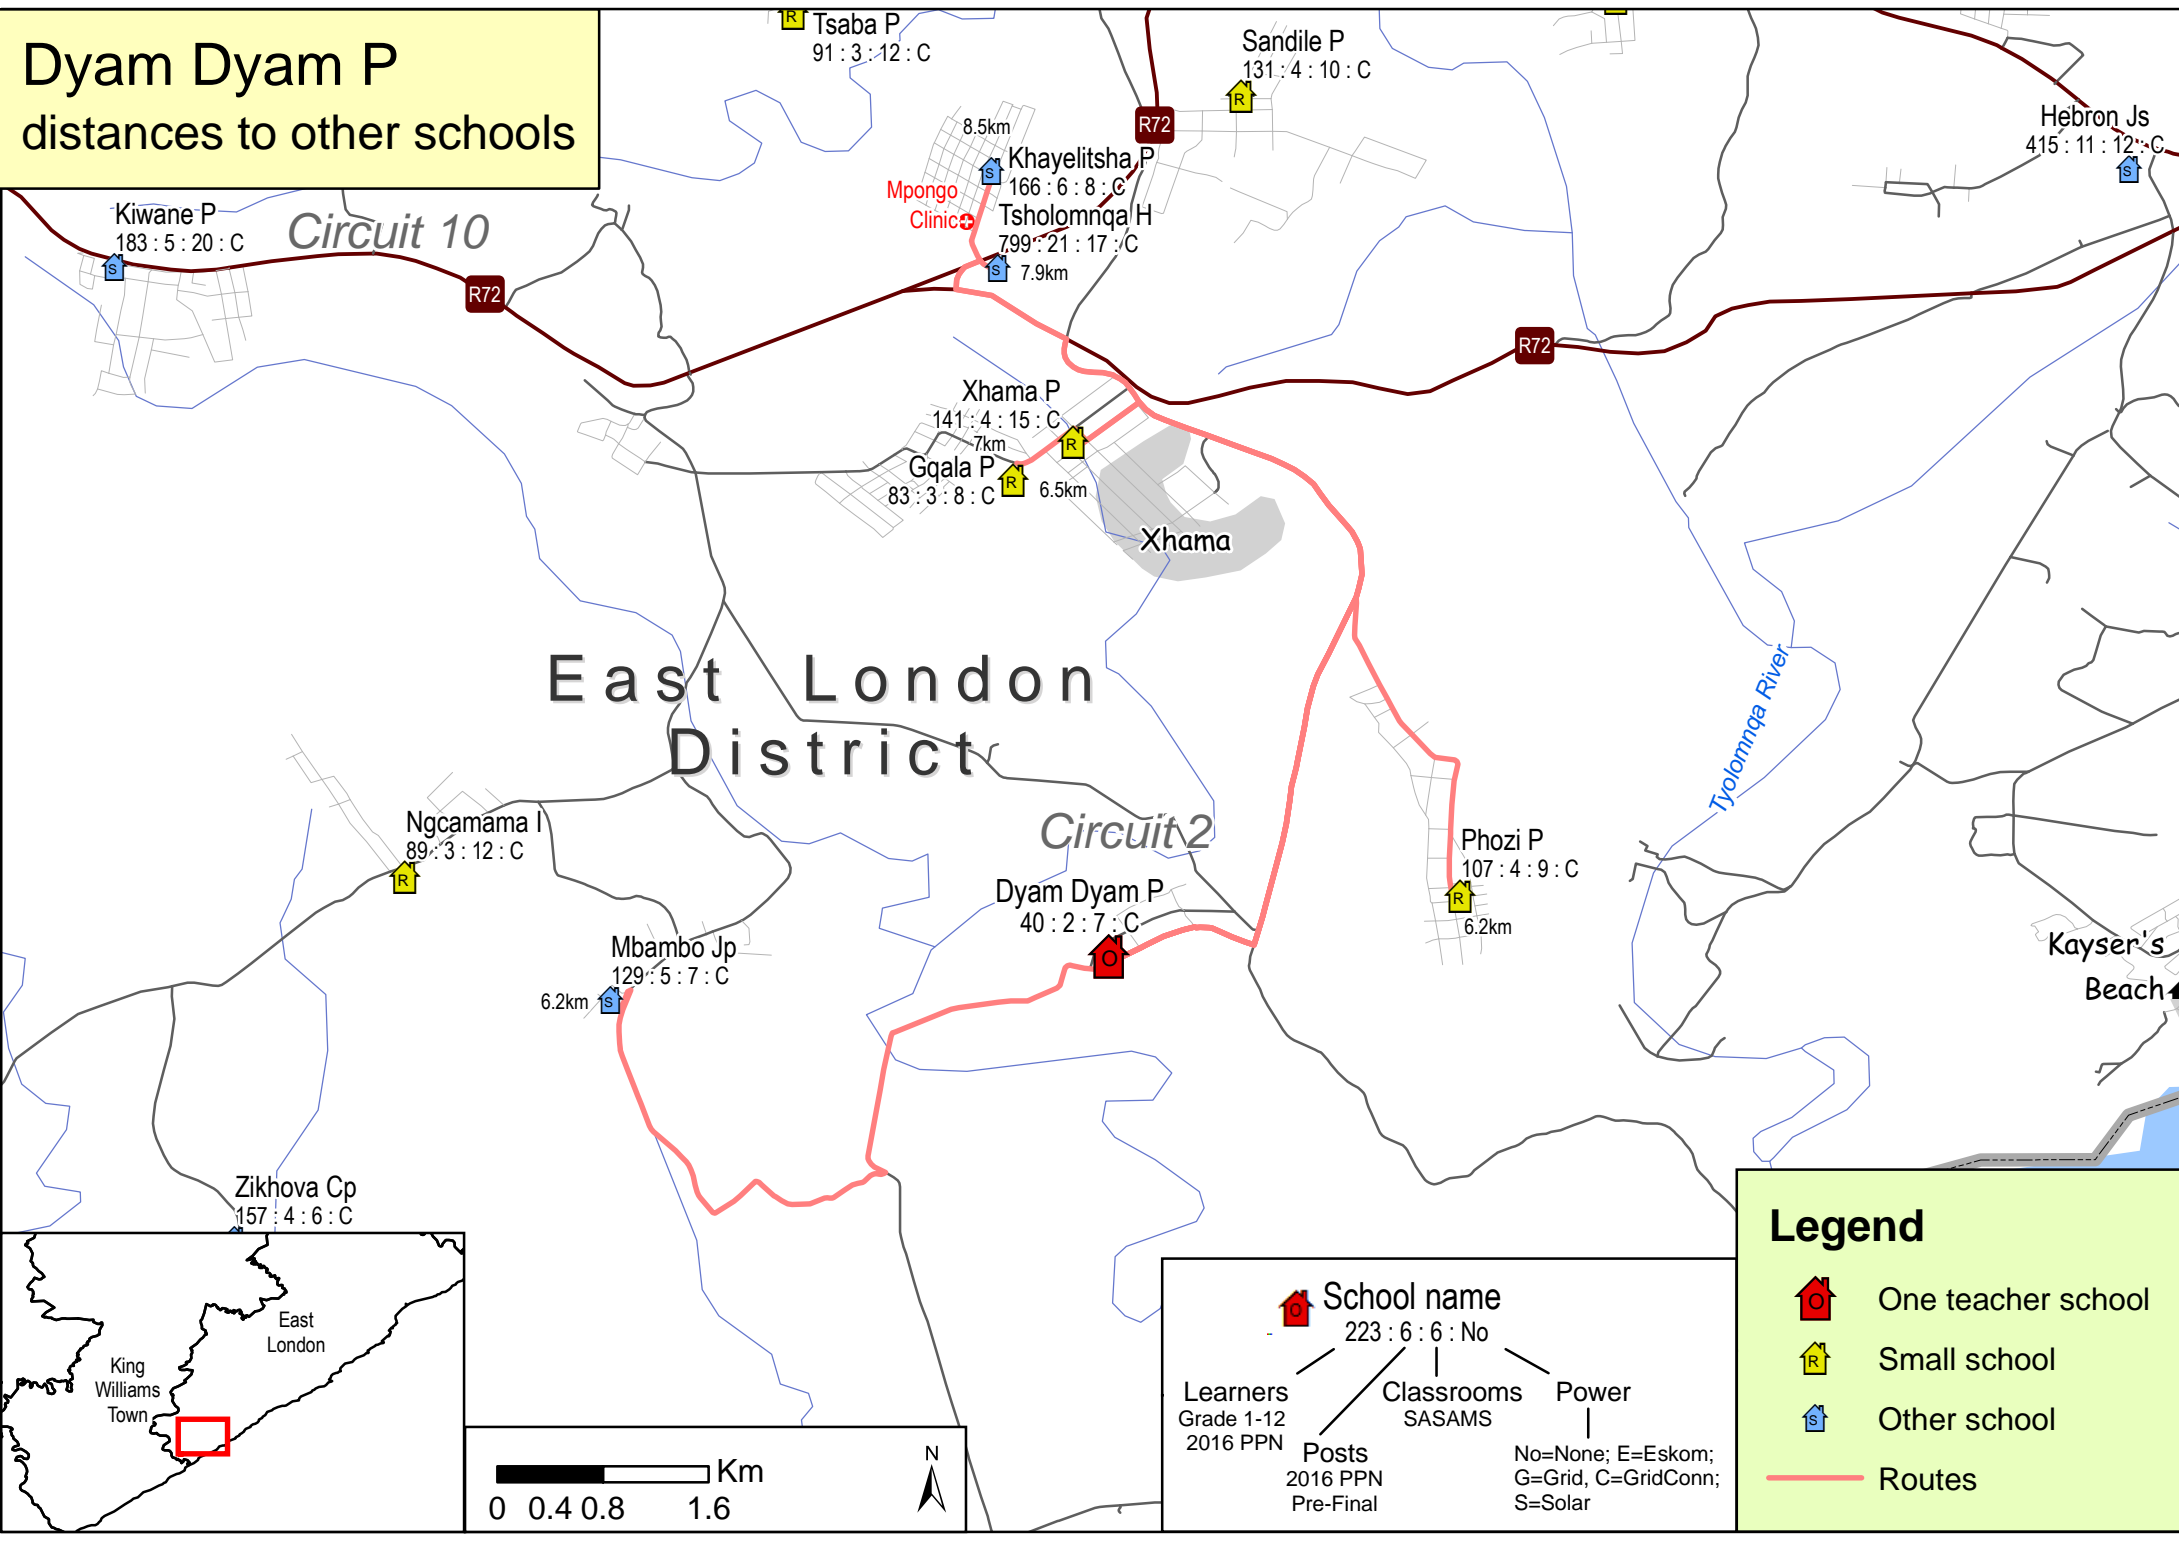 Dyam Dyam P
distances to other schools
R
Tsaba P
91 : 3 : 12 : C
Sandile P
131 : 4 : 10 : C
R
R72
Hebron Js
415 : 11 : 12 : C
S
8.5km
Khayelitsha P
166 : 6 : 8 : C
S
Mpongo
Clinic
Tsholomnqa H
799 : 21 : 17 : C
S
7.9km
Kiwane P
183 : 5 : 20 : C
S
Circuit 10
R72
R72
Xhama P
141 : 4 : 15 : C
R
7km
Gqala P
83 : 3 : 8 : C
R
6.5km
Xhama
East London
District
Tyolomnqa River
Circuit 2
Ngcamama I
89 : 3 : 12 : C
R
Phozi P
107 : 4 : 9 : C
R
6.2km
Dyam Dyam P
40 : 2 : 7 : C
O
Mbambo Jp
129 : 5 : 7 : C
6.2km
S
Kayser's
Beach
Zikhova Cp
157 : 4 : 6 : C
East
London
King
Williams
Town
Km
0 0.4 0.8 1.6
N
O
School name
223 : 6 : 6 : No
Learners
Grade 1-12
2016 PPN
Posts
2016 PPN
Pre-Final
Classrooms
SASAMS
Power
No=None; E=Eskom;
G=Grid, C=GridConn;
S=Solar
Legend
O
One teacher school
R
Small school
S
Other school
Routes